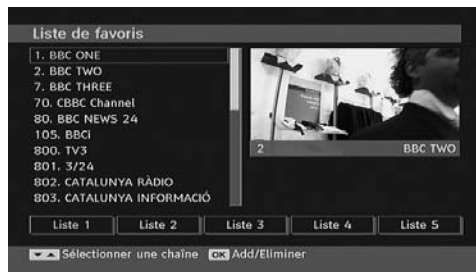 Liste de favoris
1. BBC ONE
2. BBC TWO
7. BBC THREE
70. CBBC Channel
80. BBC NEWS 24
105. BBCi
800. TV3
801. 3/24
802. CATALUNYA RÀDIO
803. CATALUNYA INFORMACIÓ
2 BBC TWO
Liste 1 Liste 2 Liste 3 Liste 4 Liste 5
Sélectionner une chaîne OK Add/Eliminer